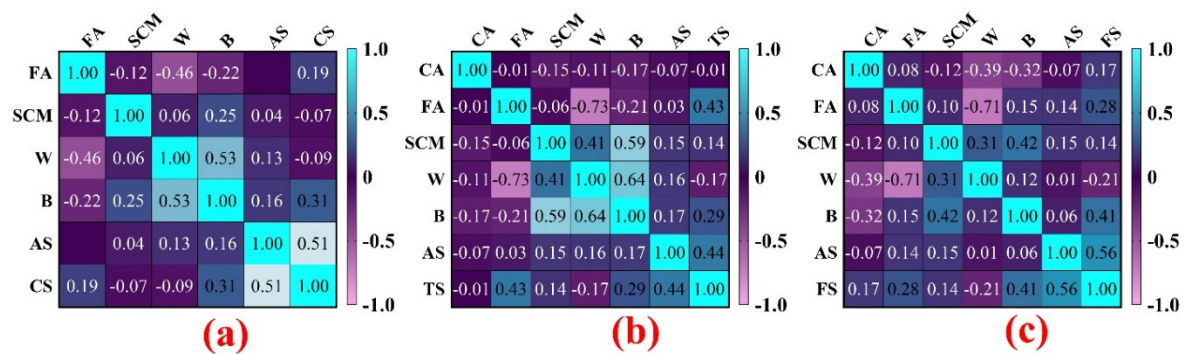 FA SCM W B AS CS
FA 1.00 -0.12 -0.46 -0.22 0.19
SCM -0.12 1.00 0.06 0.25 0.04 -0.07
W -0.46 0.06 1.00 0.53 0.13 -0.09
B -0.22 0.25 0.53 1.00 0.16 0.31
AS 0.04 0.13 0.16 1.00 0.51
CS 0.19 -0.07 -0.09 0.31 0.51 1.00
1.0
0.5
0
-0.5
-1.0
(a)
CA FA SCM W B AS TS
CA 1.00 -0.01 -0.15 -0.11 -0.17 -0.07 -0.01
FA -0.01 1.00 -0.06 -0.73 -0.21 0.03 0.43
SCM -0.15 -0.06 1.00 0.41 0.59 0.15 0.14
W -0.11 -0.73 0.41 1.00 0.64 0.16 -0.17
B -0.17 -0.21 0.59 0.64 1.00 0.17 0.29
AS -0.07 0.03 0.15 0.16 0.17 1.00 0.44
TS -0.01 0.43 0.14 -0.17 0.29 0.44 1.00
1.0
0.5
0
-0.5
-1.0
(b)
CA FA SCM W B AS FS
CA 1.00 0.08 -0.12 -0.39 -0.32 -0.07 0.17
FA 0.08 1.00 0.10 -0.71 0.15 0.14 0.28
SCM -0.12 0.10 1.00 0.31 0.42 0.15 0.14
W -0.39 -0.71 0.31 1.00 0.12 0.01 -0.21
B -0.32 0.15 0.42 0.12 1.00 0.06 0.41
AS -0.07 0.14 0.15 0.01 0.06 1.00 0.56
FS 0.17 0.28 0.14 -0.21 0.41 0.56 1.00
1.0
0.5
0
-0.5
-1.0
(c)